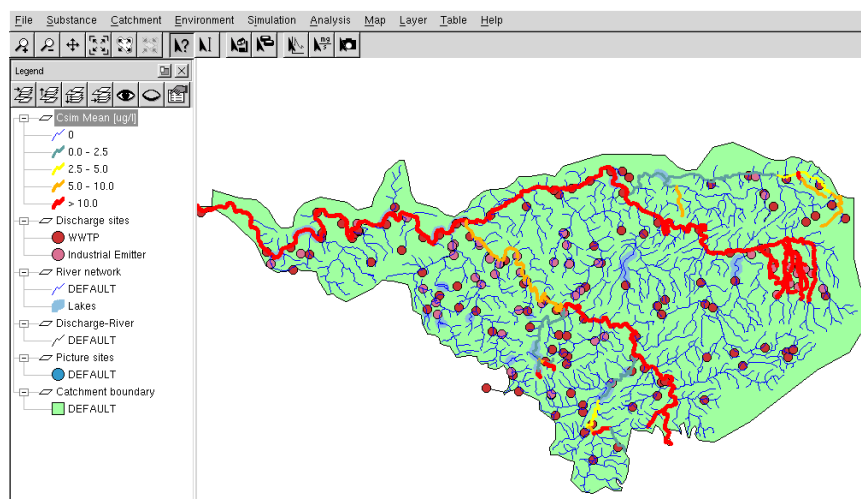 File Substance Catchment Environment Simulation Analysis Map Layer Table Help
Legend
Csim Mean [ug/l]
0
0.0 - 2.5
2.5 - 5.0
5.0 - 10.0
> 10.0
Discharge sites
WWTP
Industrial Emitter
River network
DEFAULT
Lakes
Discharge-River
DEFAULT
Picture sites
DEFAULT
Catchment boundary
DEFAULT